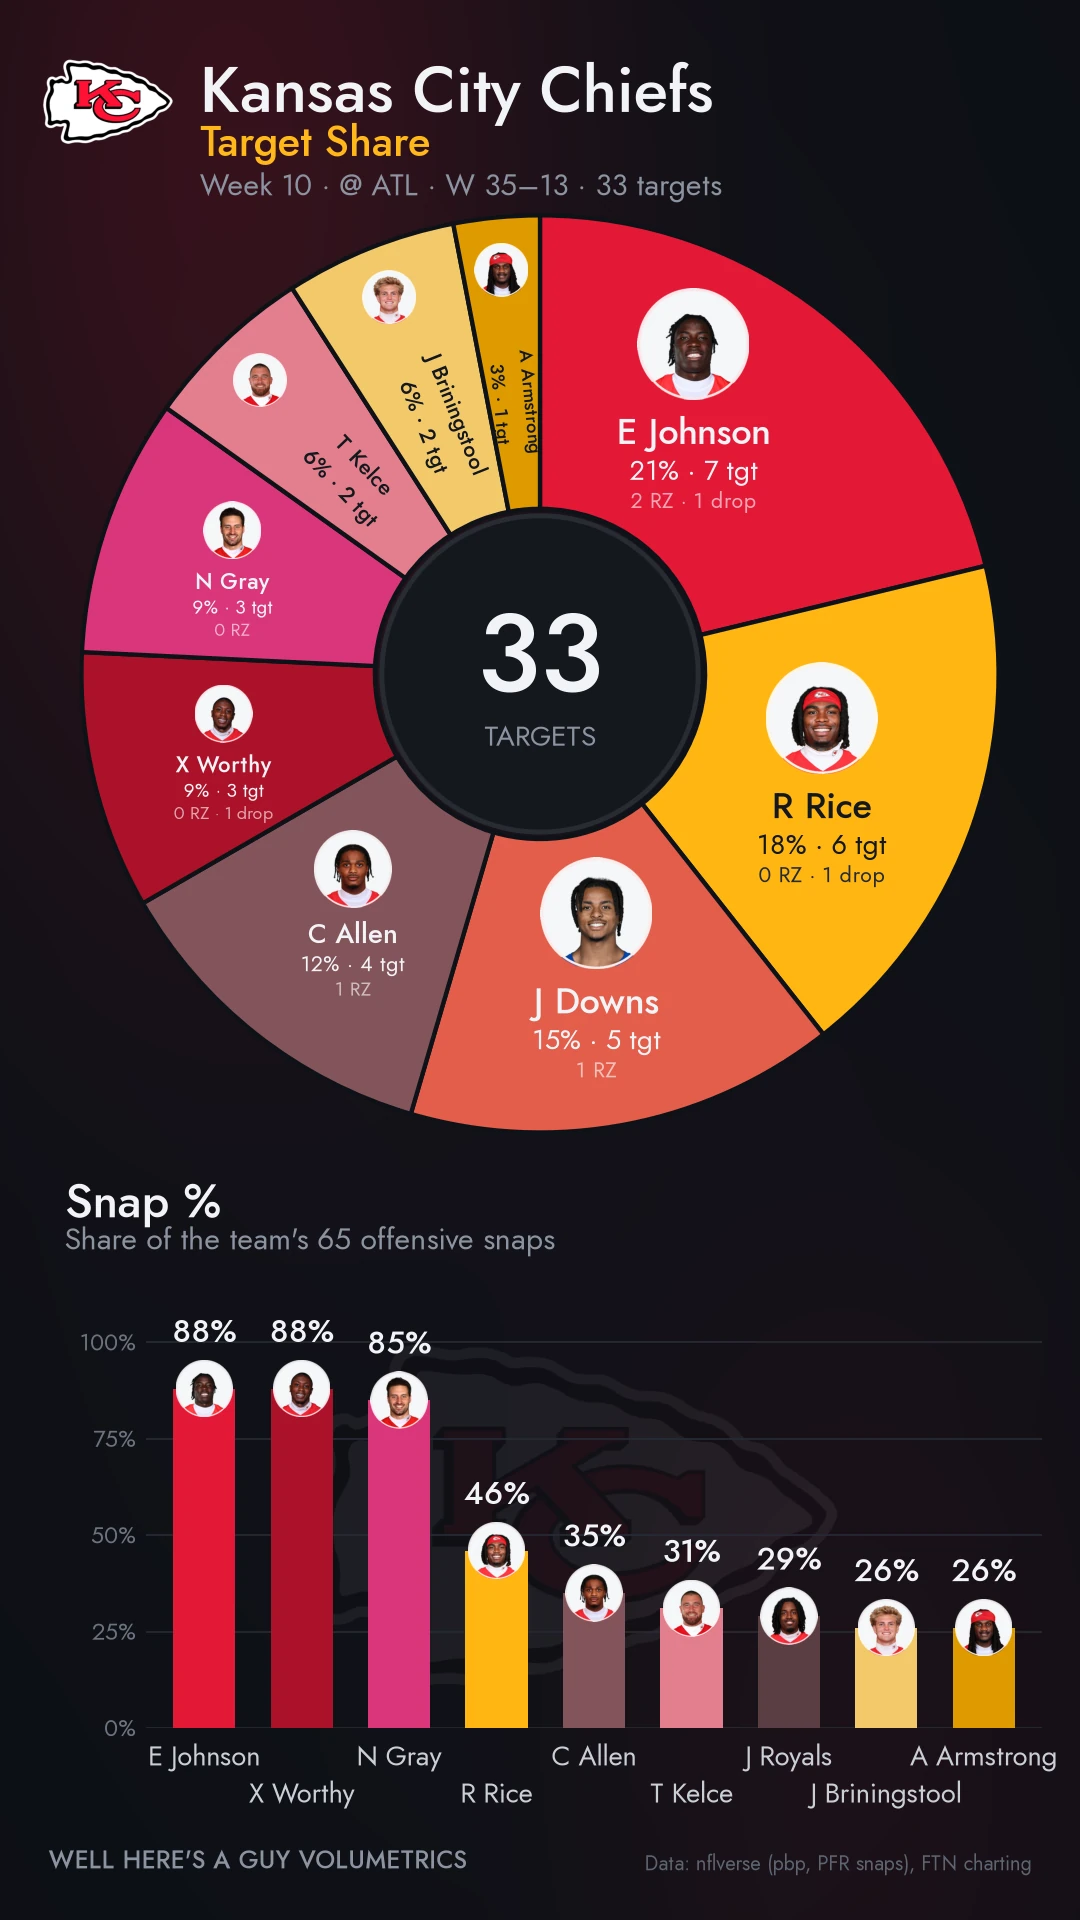 KC
Kansas City Chiefs
Target Share
Week 10 · @ ATL · W 35–13 · 33 targets
A Armstrong
3% · 1 tgt
J Briningstool
6% · 2 tgt
T Kelce
6% · 2 tgt
E Johnson
21% · 7 tgt
2 RZ · 1 drop
N Gray
9% · 3 tgt
0 RZ
33
TARGETS
X Worthy
9% · 3 tgt
0 RZ · 1 drop
R Rice
18% · 6 tgt
0 RZ · 1 drop
C Allen
12% · 4 tgt
1 RZ
J Downs
15% · 5 tgt
1 RZ
Snap %
Share of the team's 65 offensive snaps
88% 88% 85%
46% 35% 31% 29% 26% 26%
100%
75%
50%
25%
0%
KC
E Johnson N Gray C Allen J Royals A Armstrong
X Worthy R Rice T Kelce J Briningstool
WELL HERE'S A GUY VOLUMETRICS
Data: nflverse (pbp, PFR snaps), FTN charting